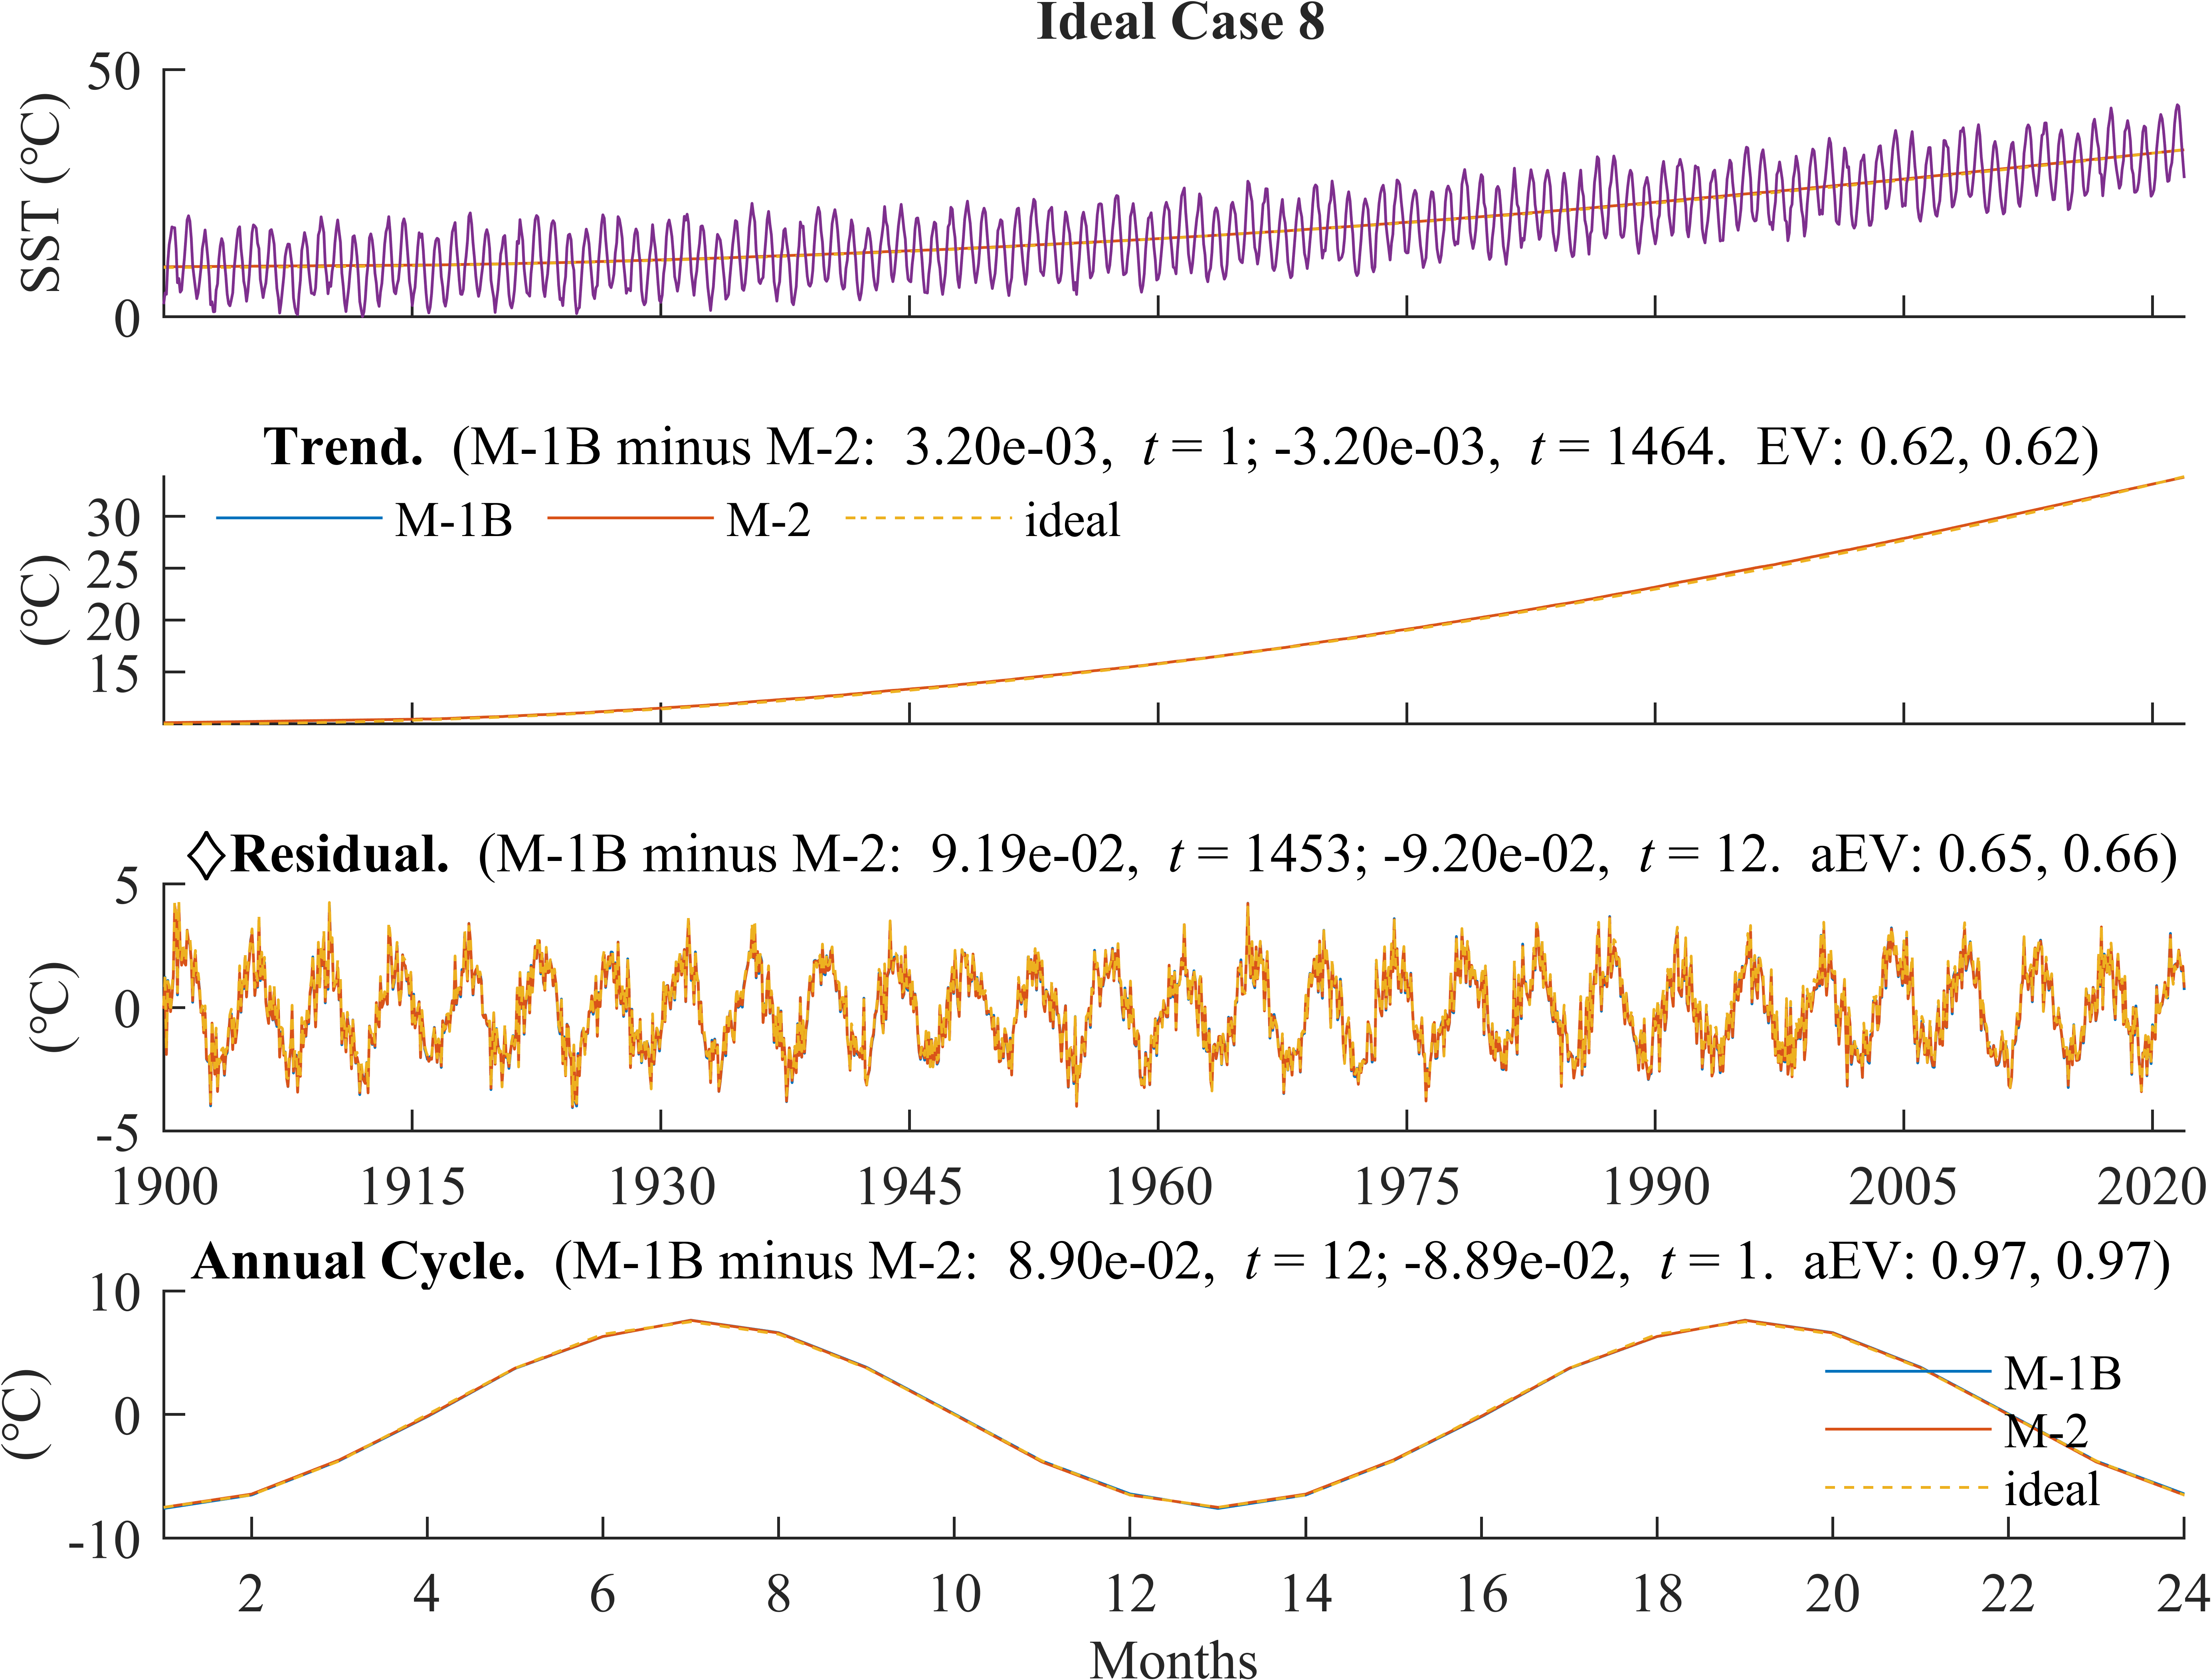 Ideal Case 8
50
SST (°C)
0
Trend. (M-1B minus M-2: 3.20e-03, t = 1; -3.20e-03, t = 1464. EV: 0.62, 0.62)
M-1B M-2 ideal
30
25
20
15
(°C)
◊Residual. (M-1B minus M-2: 9.19e-02, t = 1453; -9.20e-02, t = 12. aEV: 0.65, 0.66)
5
0
-5
(°C)
1900 1915 1930 1945 1960 1975 1990 2005 2020
Annual Cycle. (M-1B minus M-2: 8.90e-02, t = 12; -8.89e-02, t = 1. aEV: 0.97, 0.97)
10
0
-10
(°C)
M-1B
M-2
ideal
2 4 6 8 10 12 14 16 18 20 22 24
Months